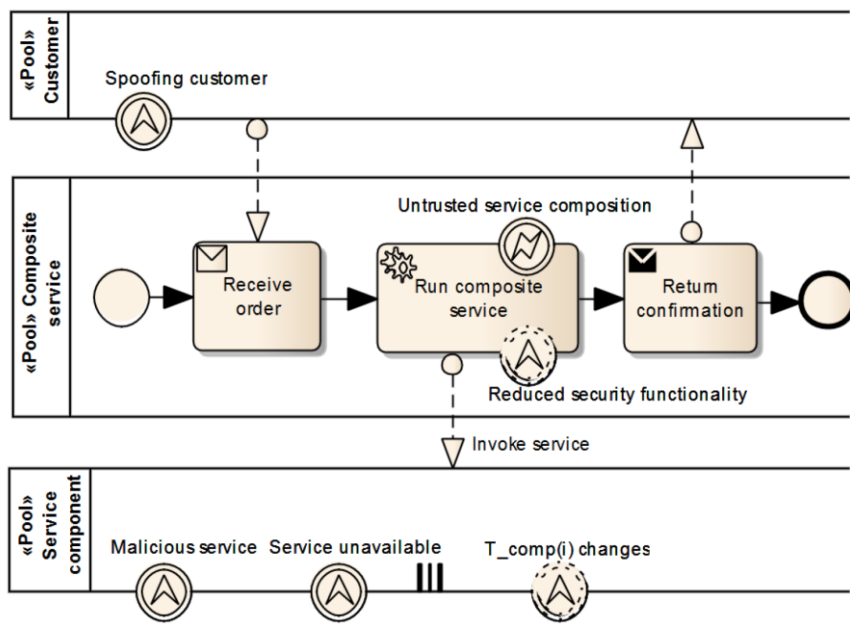 «Pool»
Customer
Spoofing customer
«Pool» Composite
service
Untrusted service composition
Receive
order
Run composite
service
Return
confirmation
Reduced security functionality
Invoke service
«Pool»
Service
component
Malicious service
Service unavailable
T_comp(i) changes